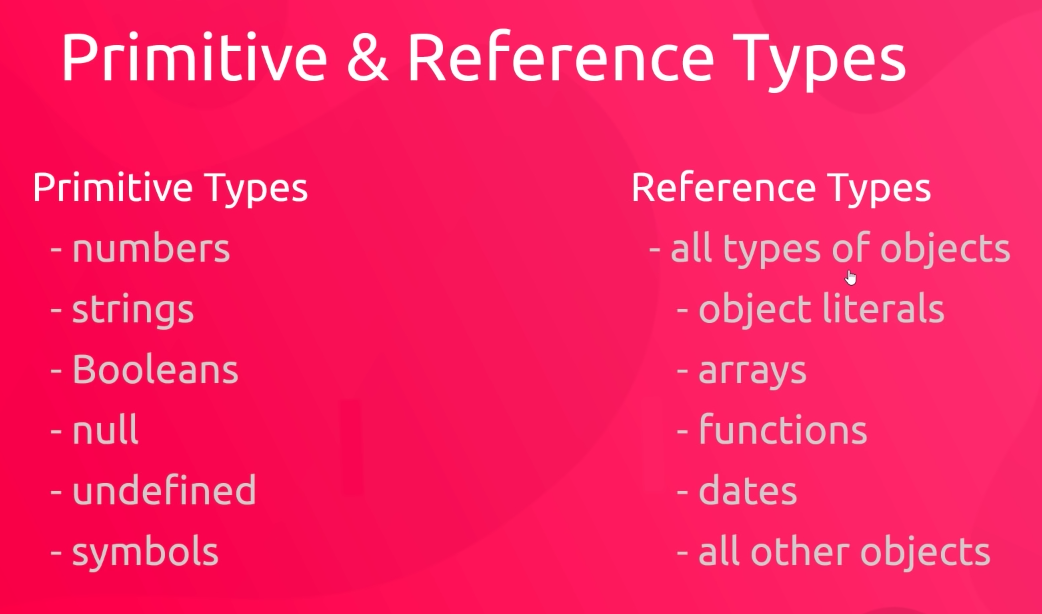 Primitive & Reference Types
Primitive Types
- numbers
- strings
- Booleans
- null
- undefined
- symbols
Reference Types
- all types of objects
- object literals
- arrays
- functions
- dates
- all other objects